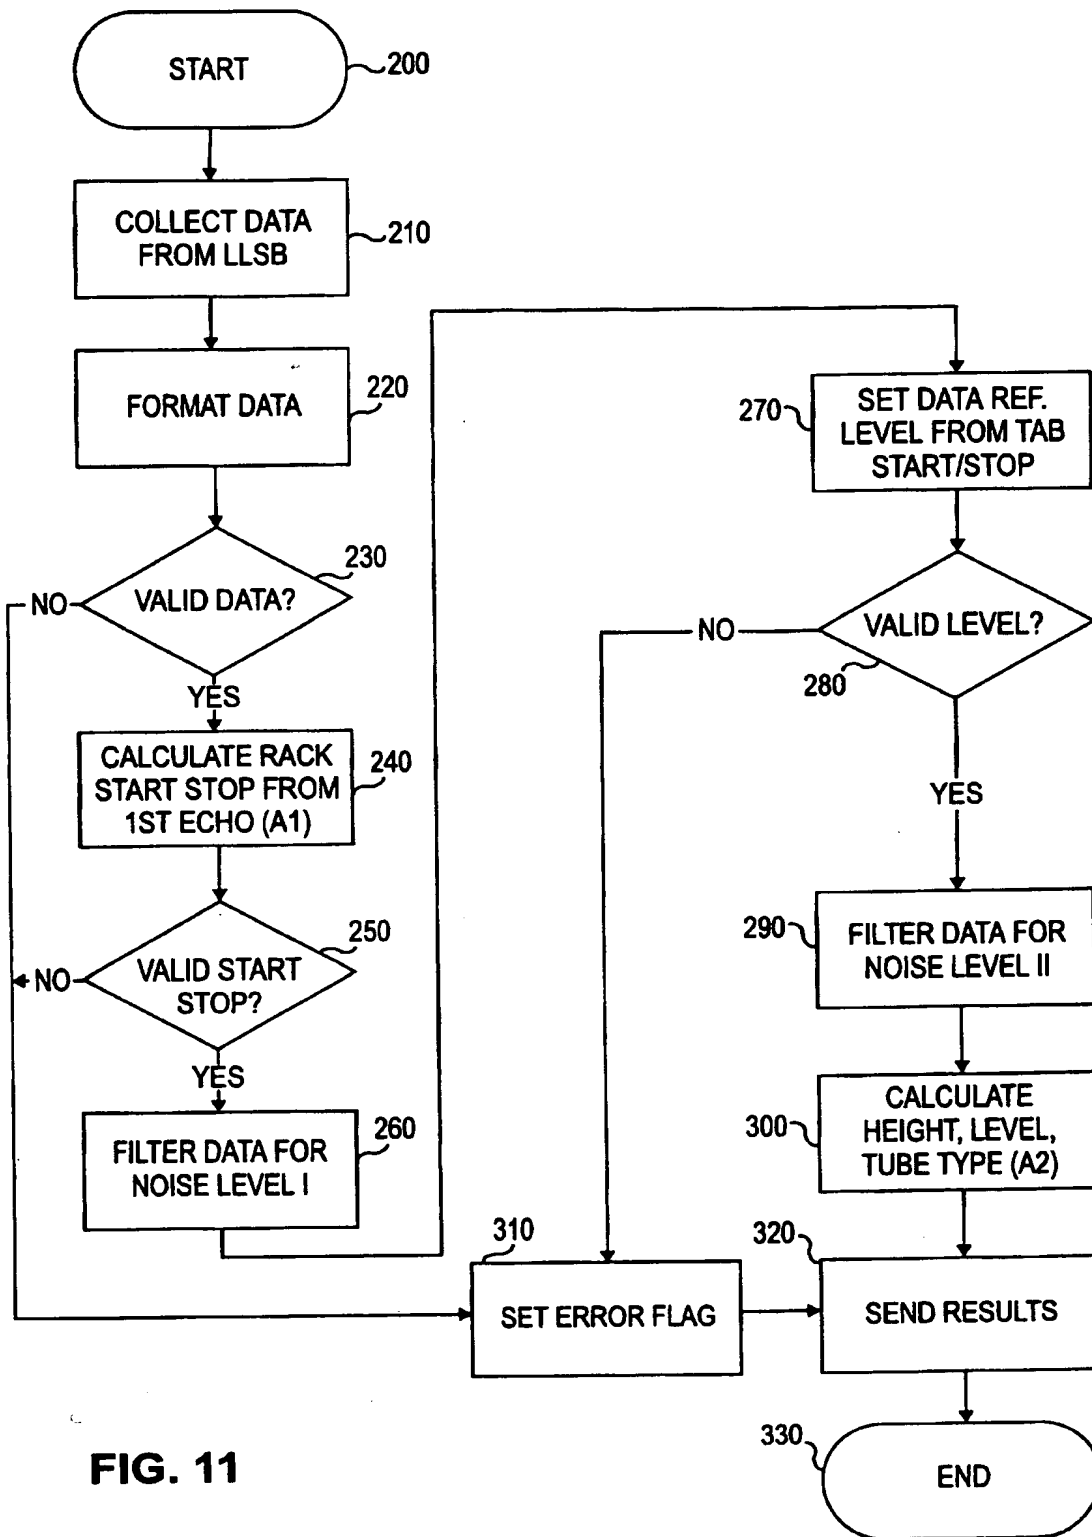 START
200
COLLECT DATA
FROM LLSB
210
FORMAT DATA
220
VALID DATA?
230
NO
YES
CALCULATE RACK
START STOP FROM
1ST ECHO (A1)
240
VALID START
STOP?
250
NO
YES
FILTER DATA FOR
NOISE LEVEL I
260
270
SET DATA REF.
LEVEL FROM TAB
START/STOP
VALID LEVEL?
280
NO
YES
290
FILTER DATA FOR
NOISE LEVEL II
300
CALCULATE
HEIGHT, LEVEL,
TUBE TYPE (A2)
310
SET ERROR FLAG
320
SEND RESULTS
330
END
FIG. 11